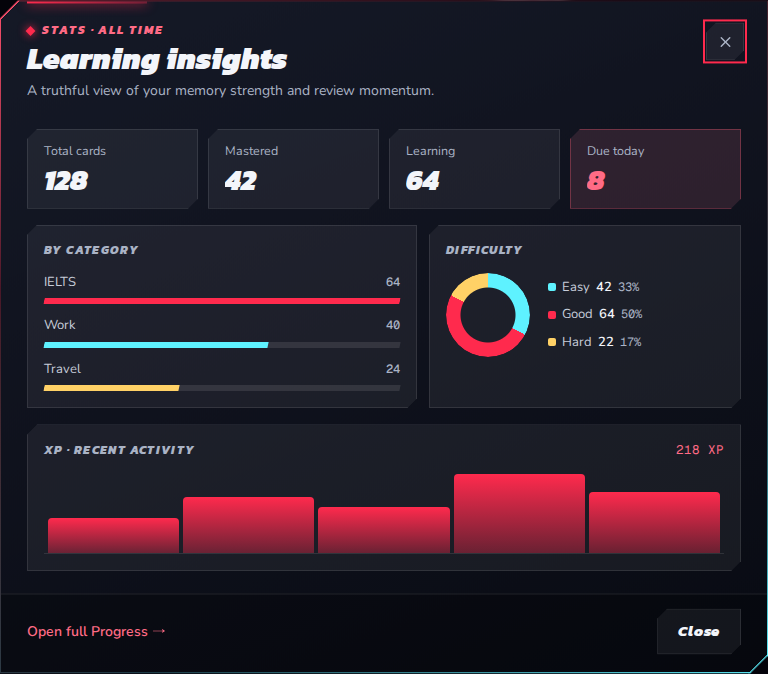 STATS · ALL TIME
Learning insights
A truthful view of your memory strength and review momentum.
Total cards
128
Mastered
42
Learning
64
Due today
8
BY CATEGORY
IELTS 64
Work 40
Travel 24
DIFFICULTY
Easy 42 33%
Good 64 50%
Hard 22 17%
XP · RECENT ACTIVITY 218 XP
Open full Progress →
Close